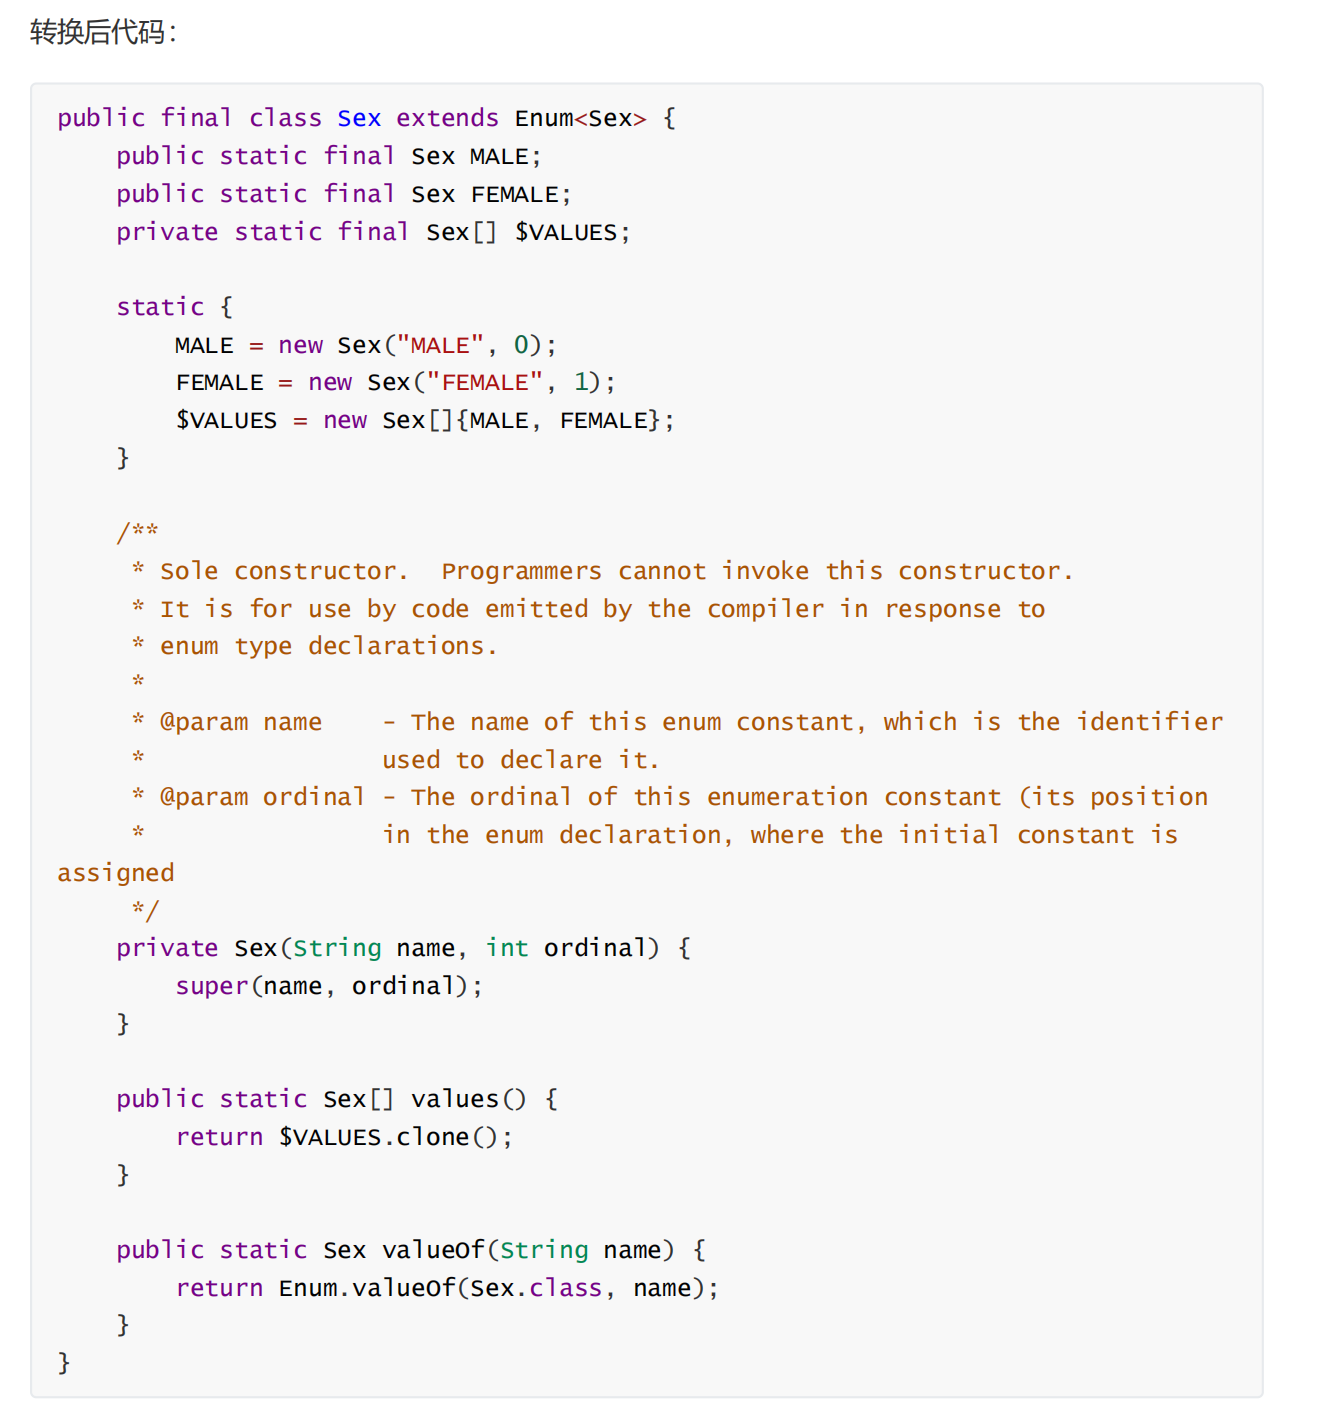 转换后代码：
public final class Sex extends Enum<Sex> {
    public static final Sex MALE;
    public static final Sex FEMALE;
    private static final Sex[] $VALUES;

    static {
        MALE = new Sex("MALE", 0);
        FEMALE = new Sex("FEMALE", 1);
        $VALUES = new Sex[]{MALE, FEMALE};
    }

    /**
     * Sole constructor.  Programmers cannot invoke this constructor.
     * It is for use by code emitted by the compiler in response to
     * enum type declarations.
     *
     * @param name    - The name of this enum constant, which is the identifier
     *                used to declare it.
     * @param ordinal - The ordinal of this enumeration constant (its position
     *                in the enum declaration, where the initial constant is
assigned
     */
    private Sex(String name, int ordinal) {
        super(name, ordinal);
    }

    public static Sex[] values() {
        return $VALUES.clone();
    }

    public static Sex valueOf(String name) {
        return Enum.valueOf(Sex.class, name);
    }
}